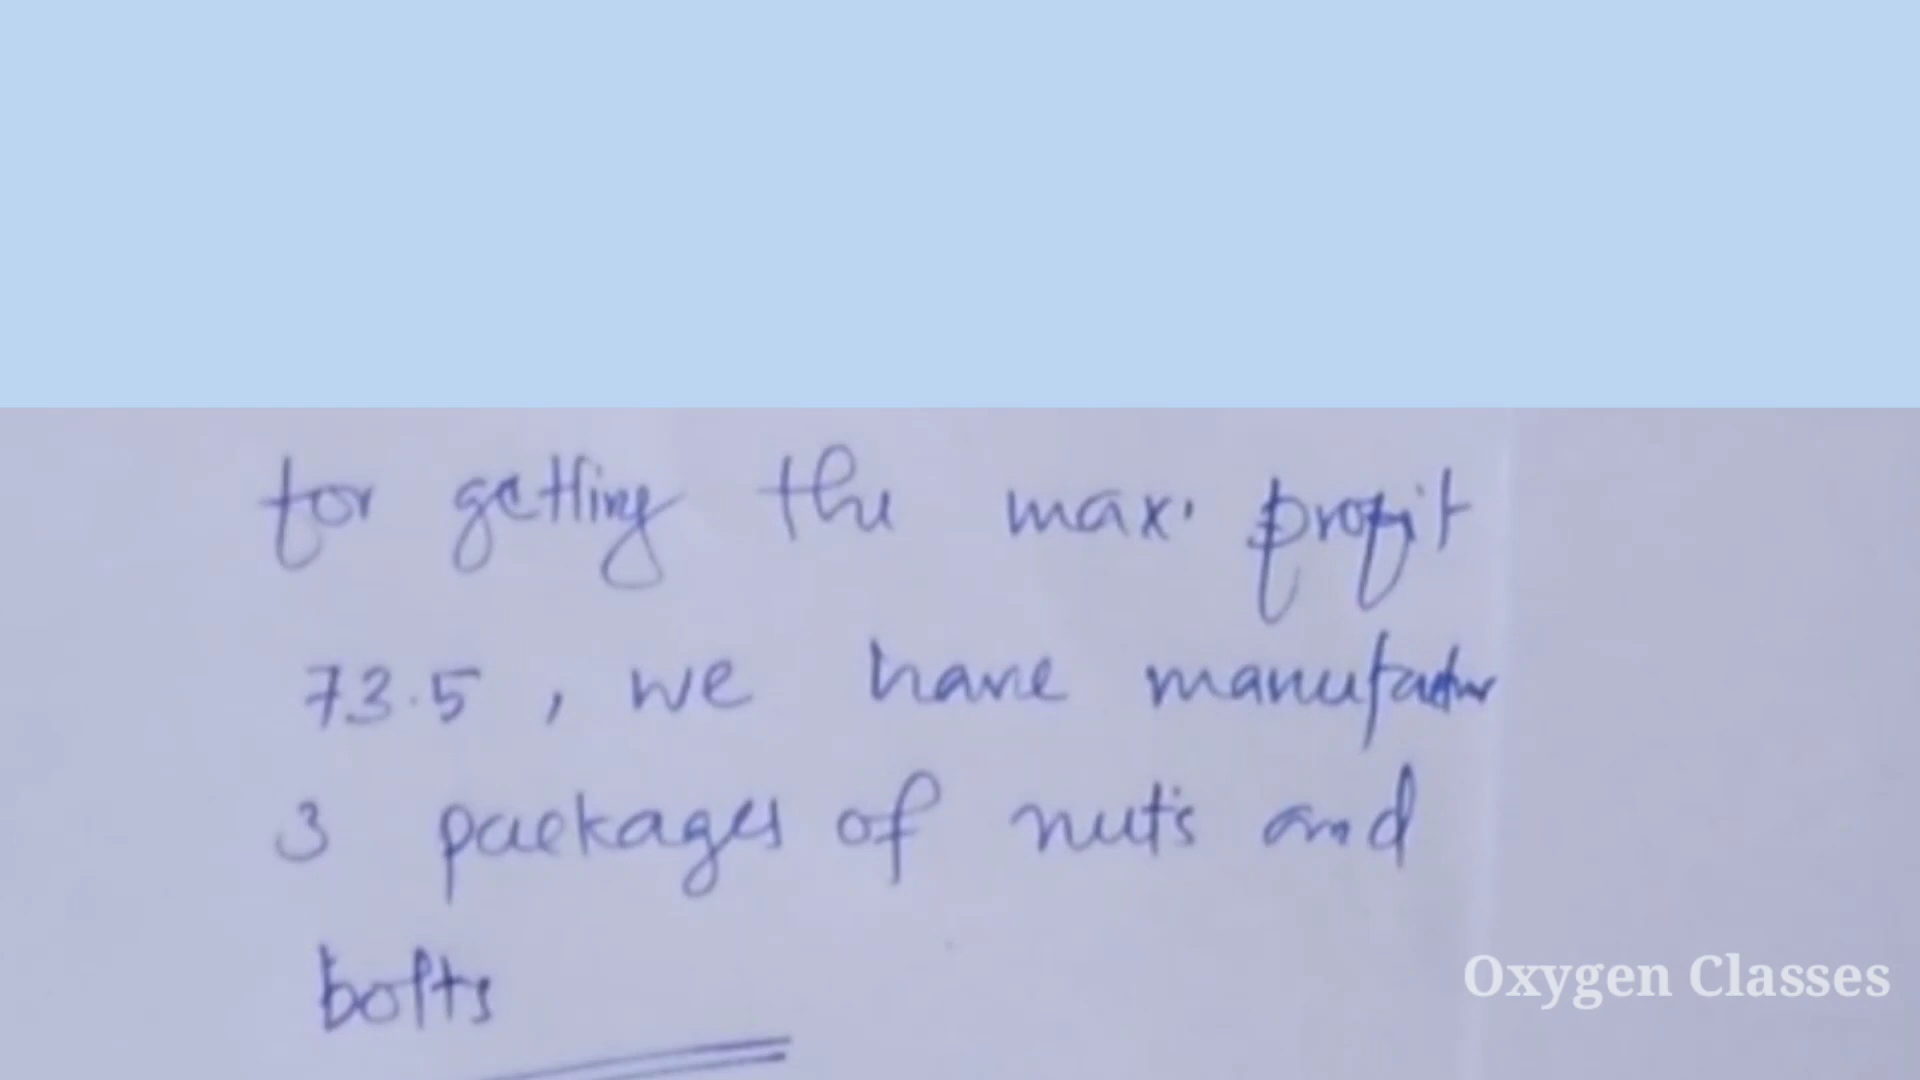 for getting the max. profit
73.5, we have manufactur
3 packages of nuts and
bolts
Oxygen Classes